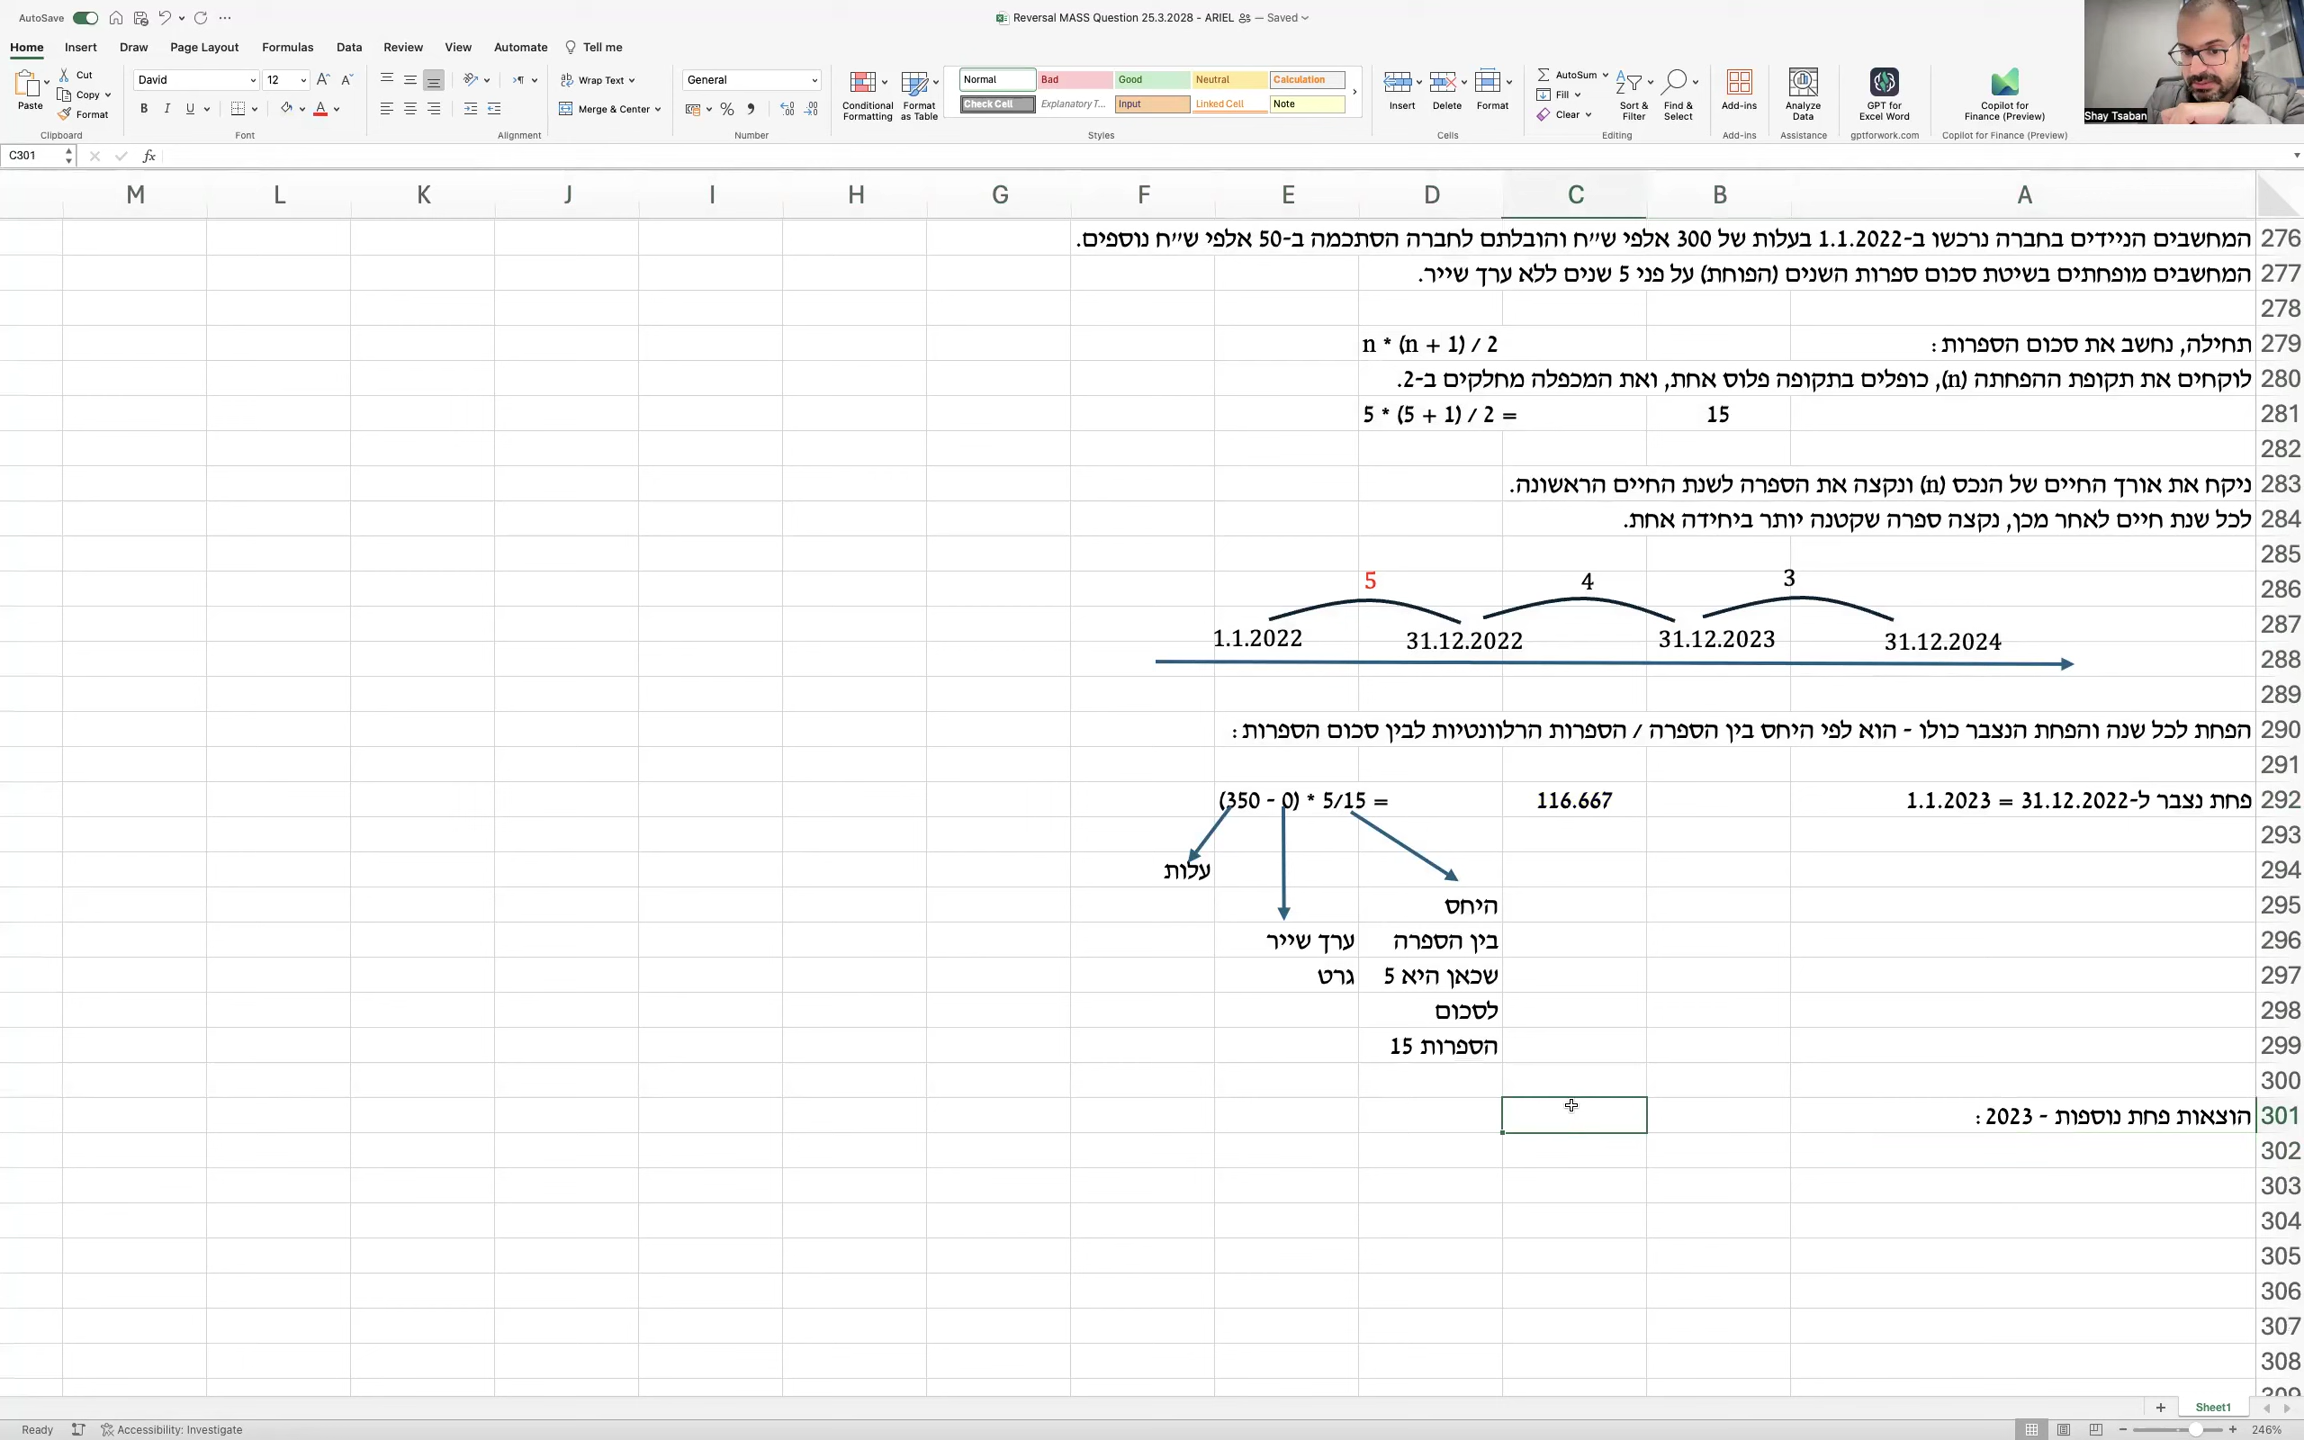 AutoSave
Reversal MASS Question 25.3.2028 - ARIEL — Saved
Home Insert Draw Page Layout Formulas Data Review View Automate Tell me
Paste
Cut
Copy
Format
Clipboard
David 12
B I U
Font
Wrap Text
Merge & Center
Alignment
General
Number
Conditional Formatting
Format as Table
Normal Bad Good Neutral Calculation
Check Cell Explanatory T... Input Linked Cell Note
Styles
Insert Delete Format
Cells
AutoSum
Fill
Clear
Sort & Filter
Find & Select
Editing
Add-ins
Add-ins
Analyze Data
Assistance
GPT for Excel Word
gptforwork.com
Copilot for Finance (Preview)
Copilot for Finance (Preview)
Shay Tsaban
C301 fx
M L K J I H G F E D C B A
276 המחשבים הניידים בחברה נרכשו ב-1.1.2022 בעלות של 300 אלפי ש״ח והובלתם לחברה הסתכמה ב-50 אלפי ש״ח נוספים.
277 המחשבים מופחתים בשיטת סכום ספרות השנים (הפוחת) על פני 5 שנים ללא ערך שייר.
278
279 תחילה, נחשב את סכום הספרות: n * (n + 1) / 2
280 לוקחים את תקופת ההפחתה (n), כופלים בתקופה פלוס אחת, ואת המכפלה מחלקים ב-2.
281 15 5 * (5 + 1) / 2 =
282
283 ניקח את אורך החיים של הנכס (n) ונקצה את הספרה לשנת החיים הראשונה.
284 לכל שנת חיים לאחר מכן, נקצה ספרה שקטנה יותר ביחידה אחת.
285
286 5 4 3
287 1.1.2022 31.12.2022 31.12.2023 31.12.2024
288
289
290 הפחת לכל שנה והפחת הנצבר כולו - הוא לפי היחס בין הספרה / הספרות הרלוונטיות לבין סכום הספרות:
291
292 פחת נצבר ל-31.12.2022 = 1.1.2023 116.667 (350 - 0) * 5/15 =
293
294 עלות
295 היחס
296 בין הספרה ערך שייר
297 שכאן היא 5 גרט
298 לסכום
299 הספרות 15
300
301 הוצאות פחת נוספות - 2023:
302
303
304
305
306
307
308
309
Sheet1
Ready Accessibility: Investigate 246%